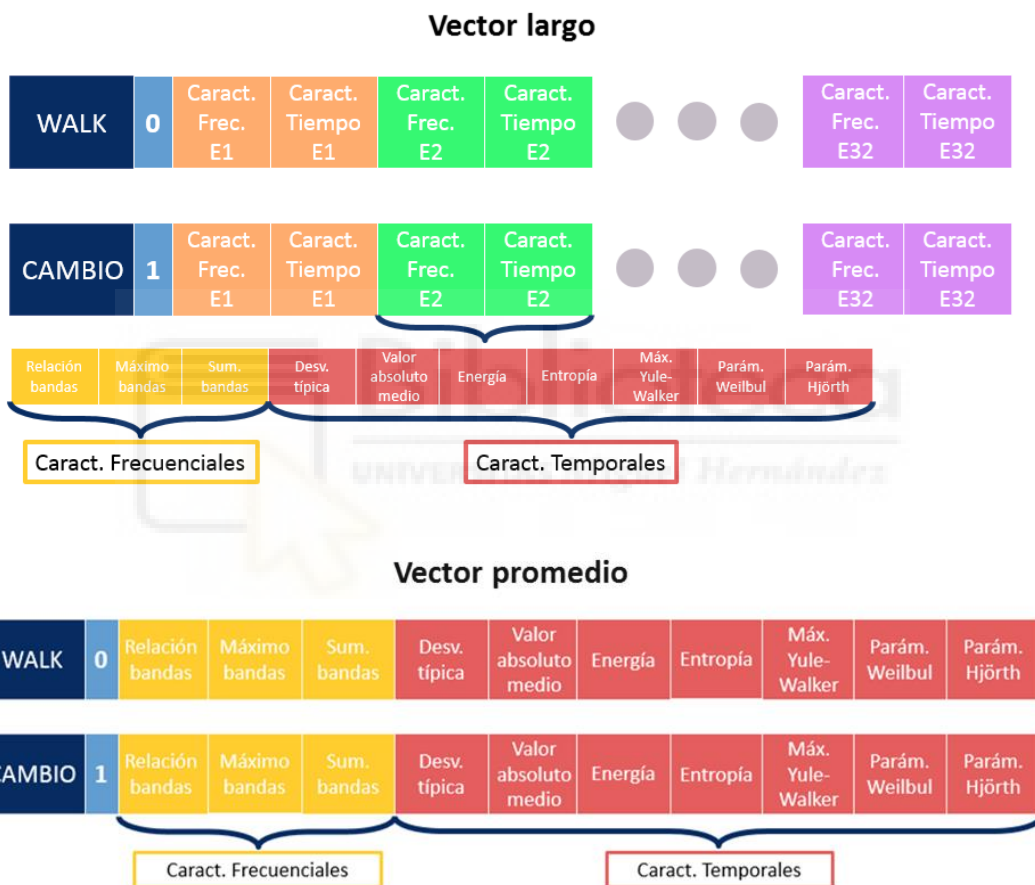 Vector largo
WALK 0 Caract. Frec. E1 Caract. Tiempo E1 Caract. Frec. E2 Caract. Tiempo E2 Caract. Frec. E32 Caract. Tiempo E32
CAMBIO 1 Caract. Frec. E1 Caract. Tiempo E1 Caract. Frec. E2 Caract. Tiempo E2 Caract. Frec. E32 Caract. Tiempo E32
Relación bandas Máximo bandas Sum. bandas Desv. típica Valor absoluto medio Energía Entropía Máx. Yule-Walker Parám. Weilbul Parám. Hjörth
Caract. Frecuenciales Caract. Temporales
Biblioteca
UNIVERSITAS Miguel Hernández
Vector promedio
WALK 0 Relación bandas Máximo bandas Sum. bandas Desv. típica Valor absoluto medio Energía Entropía Máx. Yule-Walker Parám. Weilbul Parám. Hjörth
CAMBIO 1 Relación bandas Máximo bandas Sum. bandas Desv. típica Valor absoluto medio Energía Entropía Máx. Yule-Walker Parám. Weilbul Parám. Hjörth
Caract. Frecuenciales Caract. Temporales